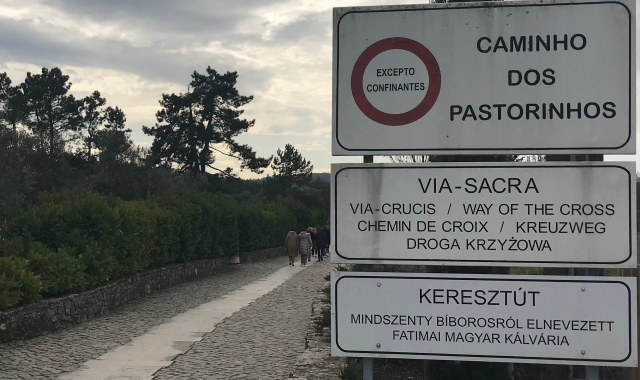 EXCEPTO
CONFINANTES
CAMINHO
DOS
PASTORINHOS
VIA-SACRA
VIA-CRUCIS / WAY OF THE CROSS
CHEMIN DE CROIX / KREUZWEG
DROGA KRZYŻOWA
KERESZTÚT
MINDSZENTY BÍBOROSRÓL ELNEVEZETT
FATIMAI MAGYAR KÁLVÁRIA